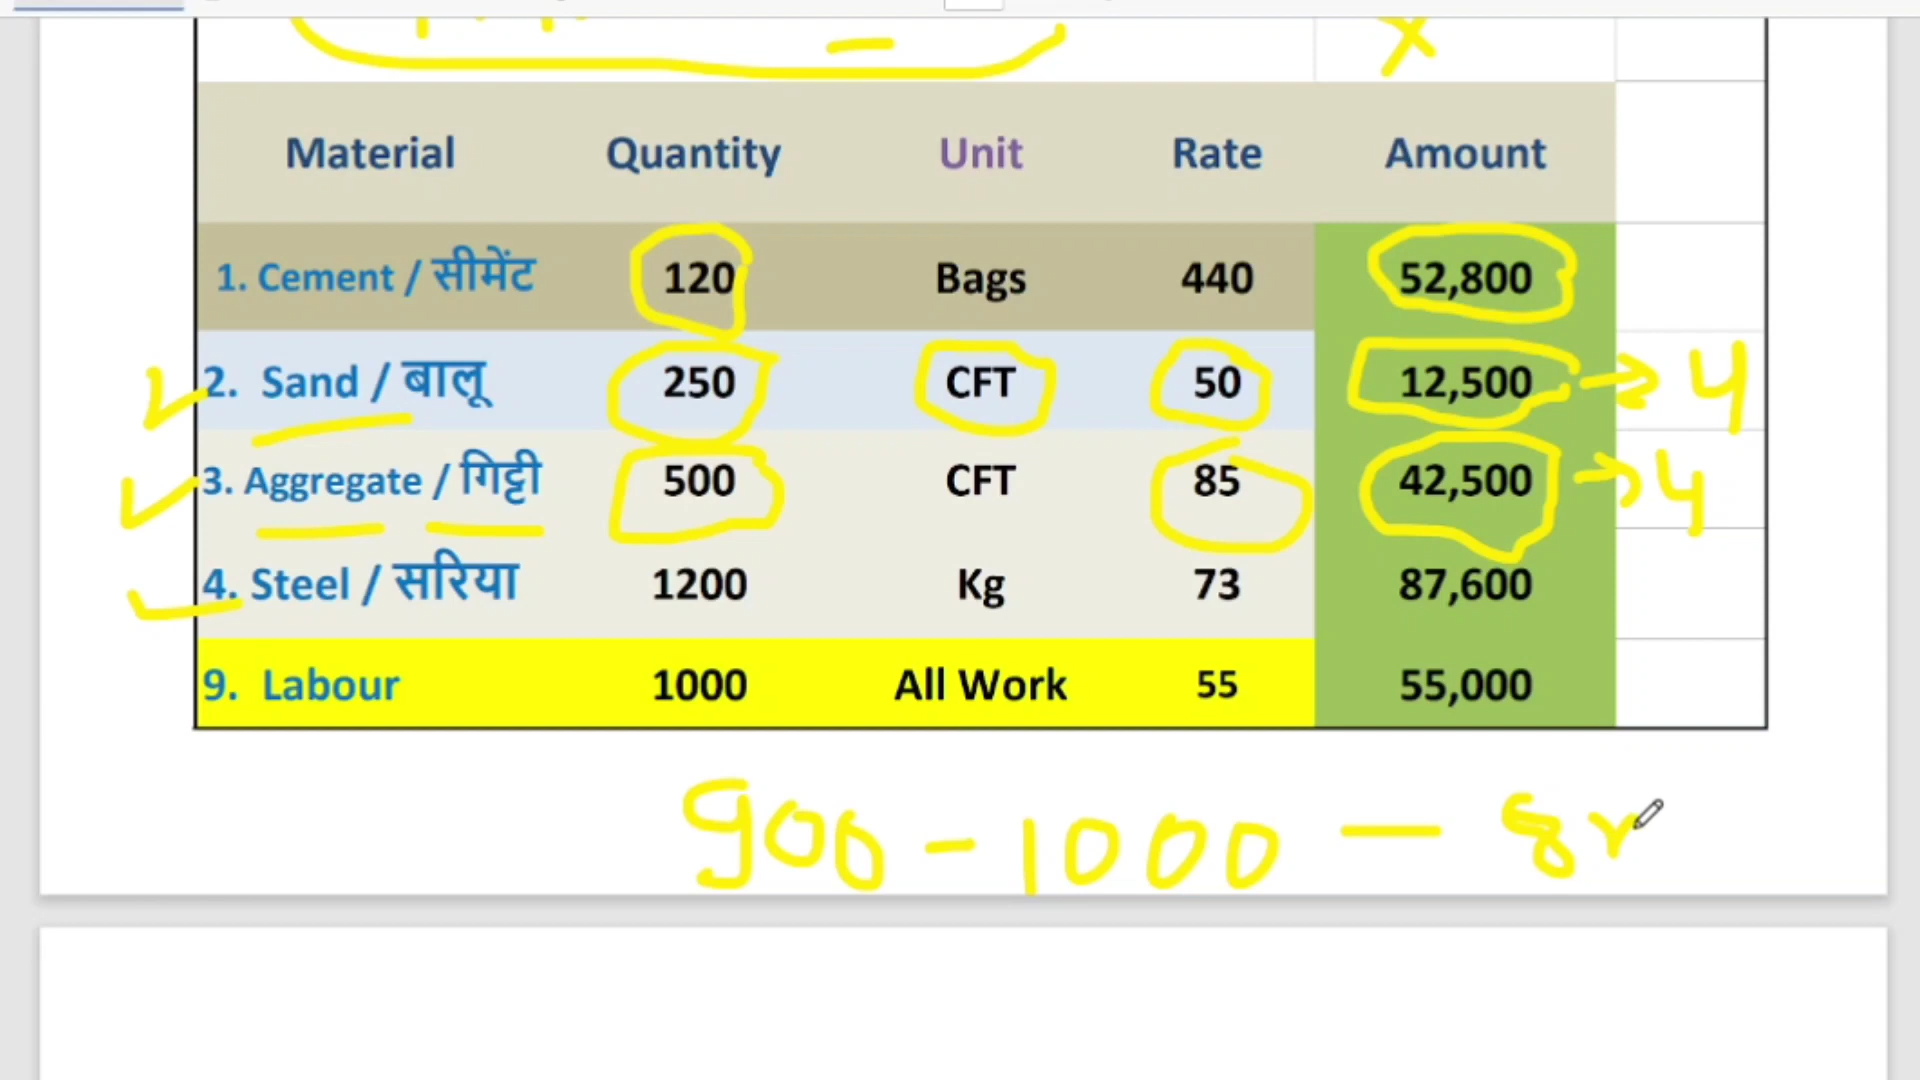 Material Quantity Unit Rate Amount
1. Cement / सीमेंट 120 Bags 440 52,800
2. Sand / बालू 250 CFT 50 12,500 → 4
3. Aggregate / गिट्टी 500 CFT 85 42,500 → 4
4. Steel / सरिया 1200 Kg 73 87,600
9. Labour 1000 All Work 55 55,000
900 - 1000 —